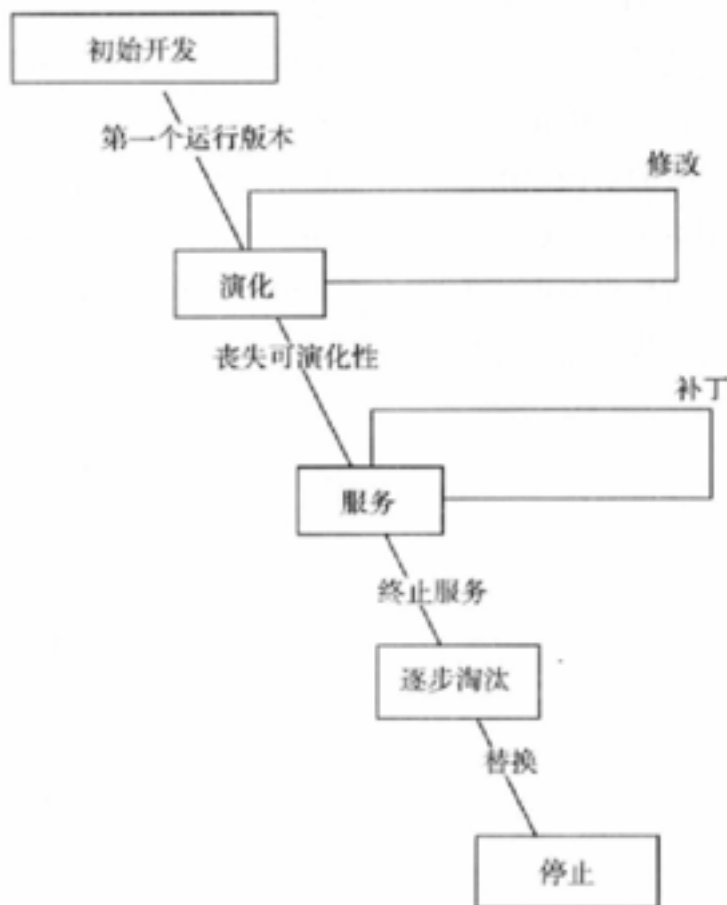 初始开发
第一个运行版本
修改
演化
丧失可演化性
补丁
服务
终止服务
逐步淘汰
替换
停止